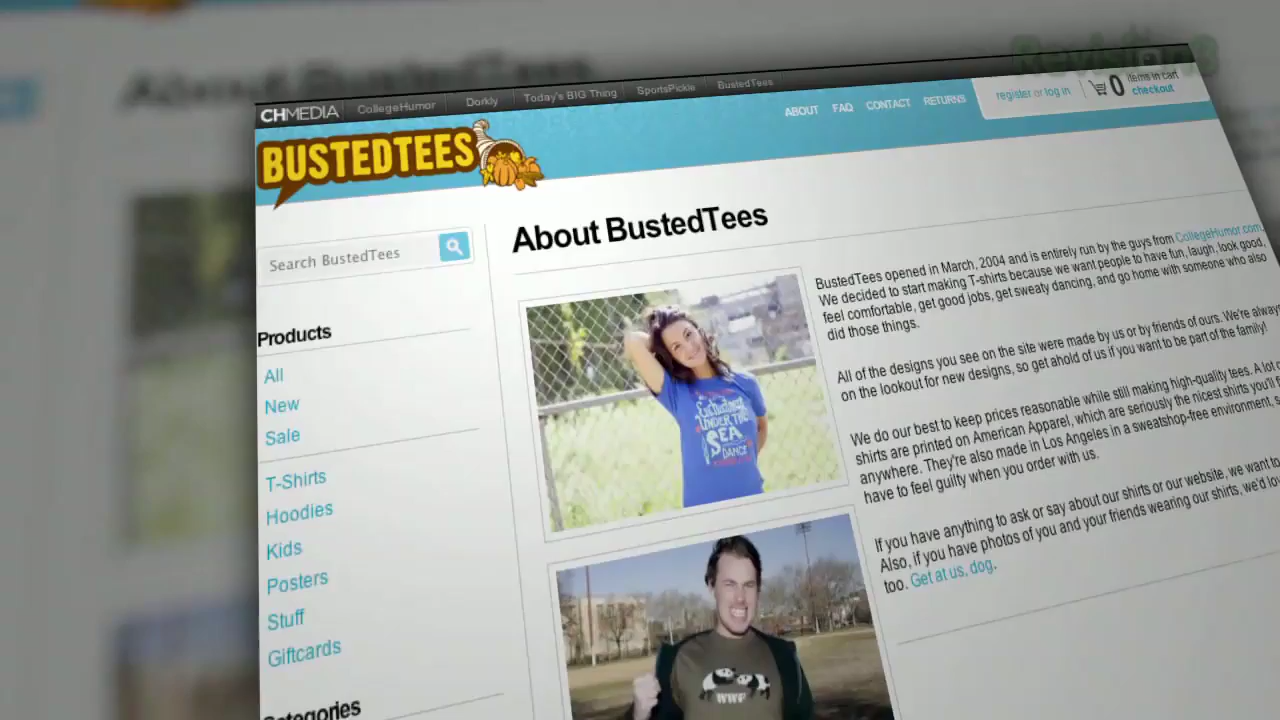 Revision3
CHMEDIA CollegeHumor Dorkly Today's BIG Thing SportsPickle BustedTees
ABOUT FAQ CONTACT RETURNS register or log in 0 items in cart checkout
BUSTEDTEES
Search BustedTees
Products
All
New
Sale
T-Shirts
Hoodies
Kids
Posters
Stuff
Giftcards
Categories
About BustedTees
BustedTees opened in March, 2004 and is entirely run by the guys from CollegeHumor.com.
We decided to start making T-shirts because we want people to have fun, laugh, look good,
feel comfortable, get good jobs, get sweaty dancing, and go home with someone who also
did those things.
All of the designs you see on the site were made by us or by friends of ours. We're always
on the lookout for new designs, so get ahold of us if you want to be part of the family!
We do our best to keep prices reasonable while still making high-quality tees. A lot
shirts are printed on American Apparel, which are seriously the nicest shirts you'll
anywhere. They're also made in Los Angeles in a sweatshop-free environment,
have to feel guilty when you order with us.
If you have anything to ask or say about our shirts or our website, we want to
Also, if you have photos of you and your friends wearing our shirts, we'd
too. Get at us, dog.
Enchantment
UNDER THE
SEA
DANCE
WWF
About BustedTees